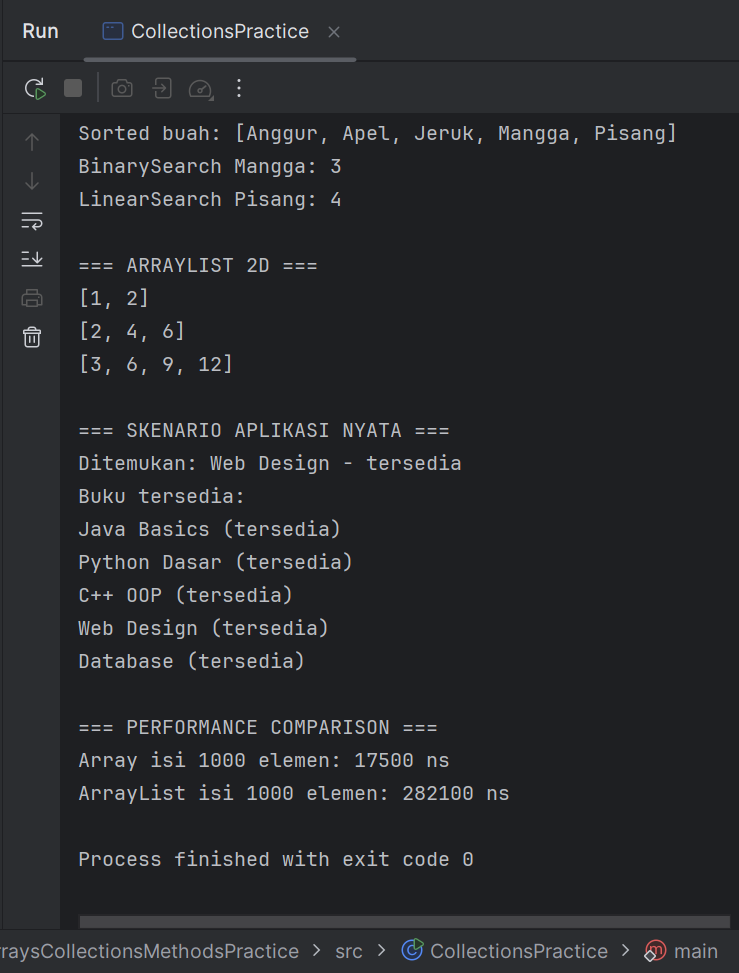 Run CollectionsPractice
Sorted buah: [Anggur, Apel, Jeruk, Mangga, Pisang]
BinarySearch Mangga: 3
LinearSearch Pisang: 4
=== ARRAYLIST 2D ===
[1, 2]
[2, 4, 6]
[3, 6, 9, 12]
=== SKENARIO APLIKASI NYATA ===
Ditemukan: Web Design - tersedia
Buku tersedia:
Java Basics (tersedia)
Python Dasar (tersedia)
C++ OOP (tersedia)
Web Design (tersedia)
Database (tersedia)
=== PERFORMANCE COMPARISON ===
Array isi 1000 elemen: 17500 ns
ArrayList isi 1000 elemen: 282100 ns
Process finished with exit code 0
raysCollectionsMethodsPractice > src > CollectionsPractice > main